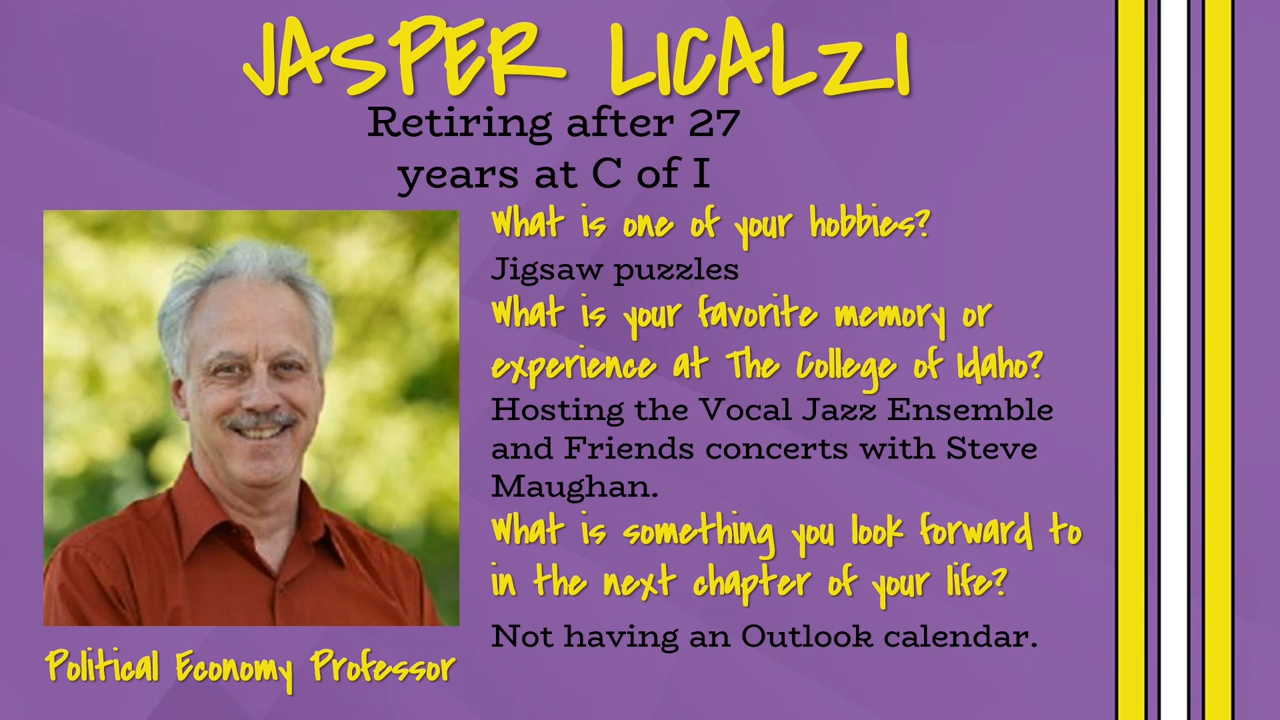 JASPER LICALZI
Retiring after 27
years at C of I
What is one of your hobbies?
Jigsaw puzzles
What is your favorite memory or
experience at The College of Idaho?
Hosting the Vocal Jazz Ensemble
and Friends concerts with Steve
Maughan.
What is something you look forward to
in the next chapter of your life?
Not having an Outlook calendar.
Political Economy Professor